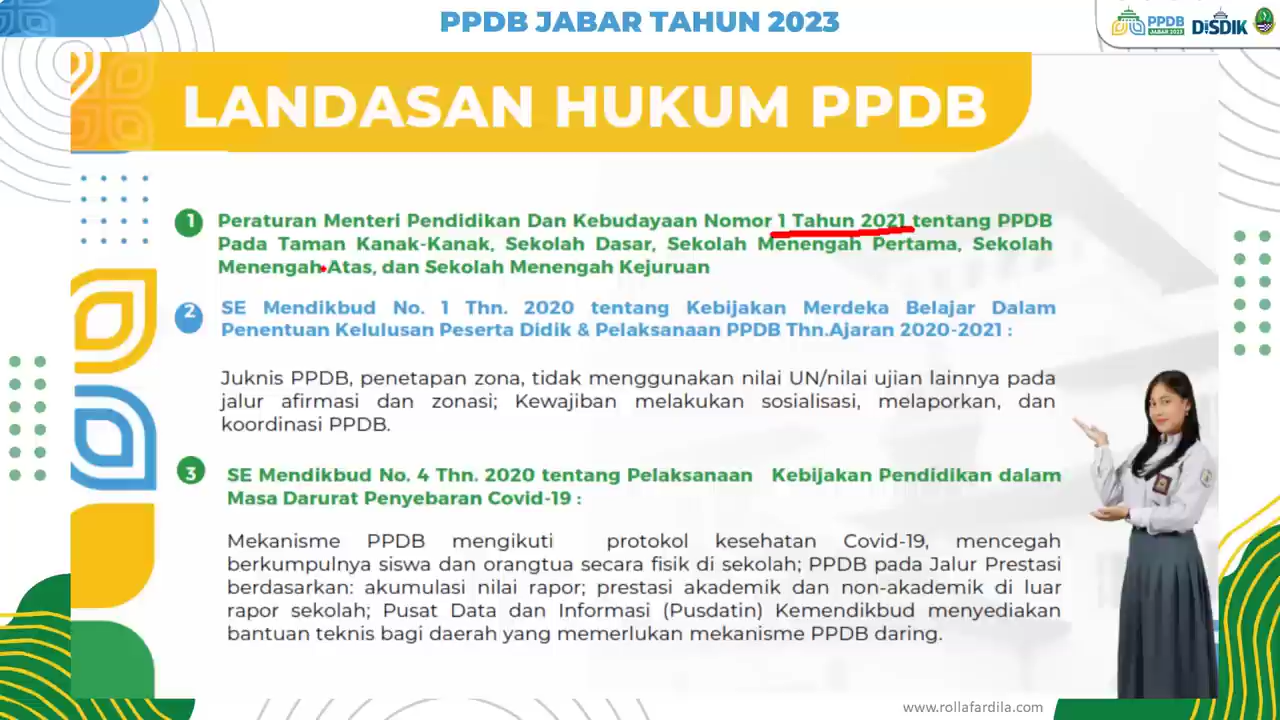 PPDB JABAR TAHUN 2023
PPDB
JABAR 2023
DISDIK
LANDASAN HUKUM PPDB
1
Peraturan Menteri Pendidikan Dan Kebudayaan Nomor 1 Tahun 2021 tentang PPDB
Pada Taman Kanak-Kanak, Sekolah Dasar, Sekolah Menengah Pertama, Sekolah
Menengah Atas, dan Sekolah Menengah Kejuruan
2
SE Mendikbud No. 1 Thn. 2020 tentang Kebijakan Merdeka Belajar Dalam
Penentuan Kelulusan Peserta Didik & Pelaksanaan PPDB Thn.Ajaran 2020-2021 :
Juknis PPDB, penetapan zona, tidak menggunakan nilai UN/nilai ujian lainnya pada
jalur afirmasi dan zonasi; Kewajiban melakukan sosialisasi, melaporkan, dan
koordinasi PPDB.
3
SE Mendikbud No. 4 Thn. 2020 tentang Pelaksanaan Kebijakan Pendidikan dalam
Masa Darurat Penyebaran Covid-19 :
Mekanisme PPDB mengikuti protokol kesehatan Covid-19, mencegah
berkumpulnya siswa dan orangtua secara fisik di sekolah; PPDB pada Jalur Prestasi
berdasarkan: akumulasi nilai rapor; prestasi akademik dan non-akademik di luar
rapor sekolah; Pusat Data dan Informasi (Pusdatin) Kemendikbud menyediakan
bantuan teknis bagi daerah yang memerlukan mekanisme PPDB daring.
www.rollafardila.com